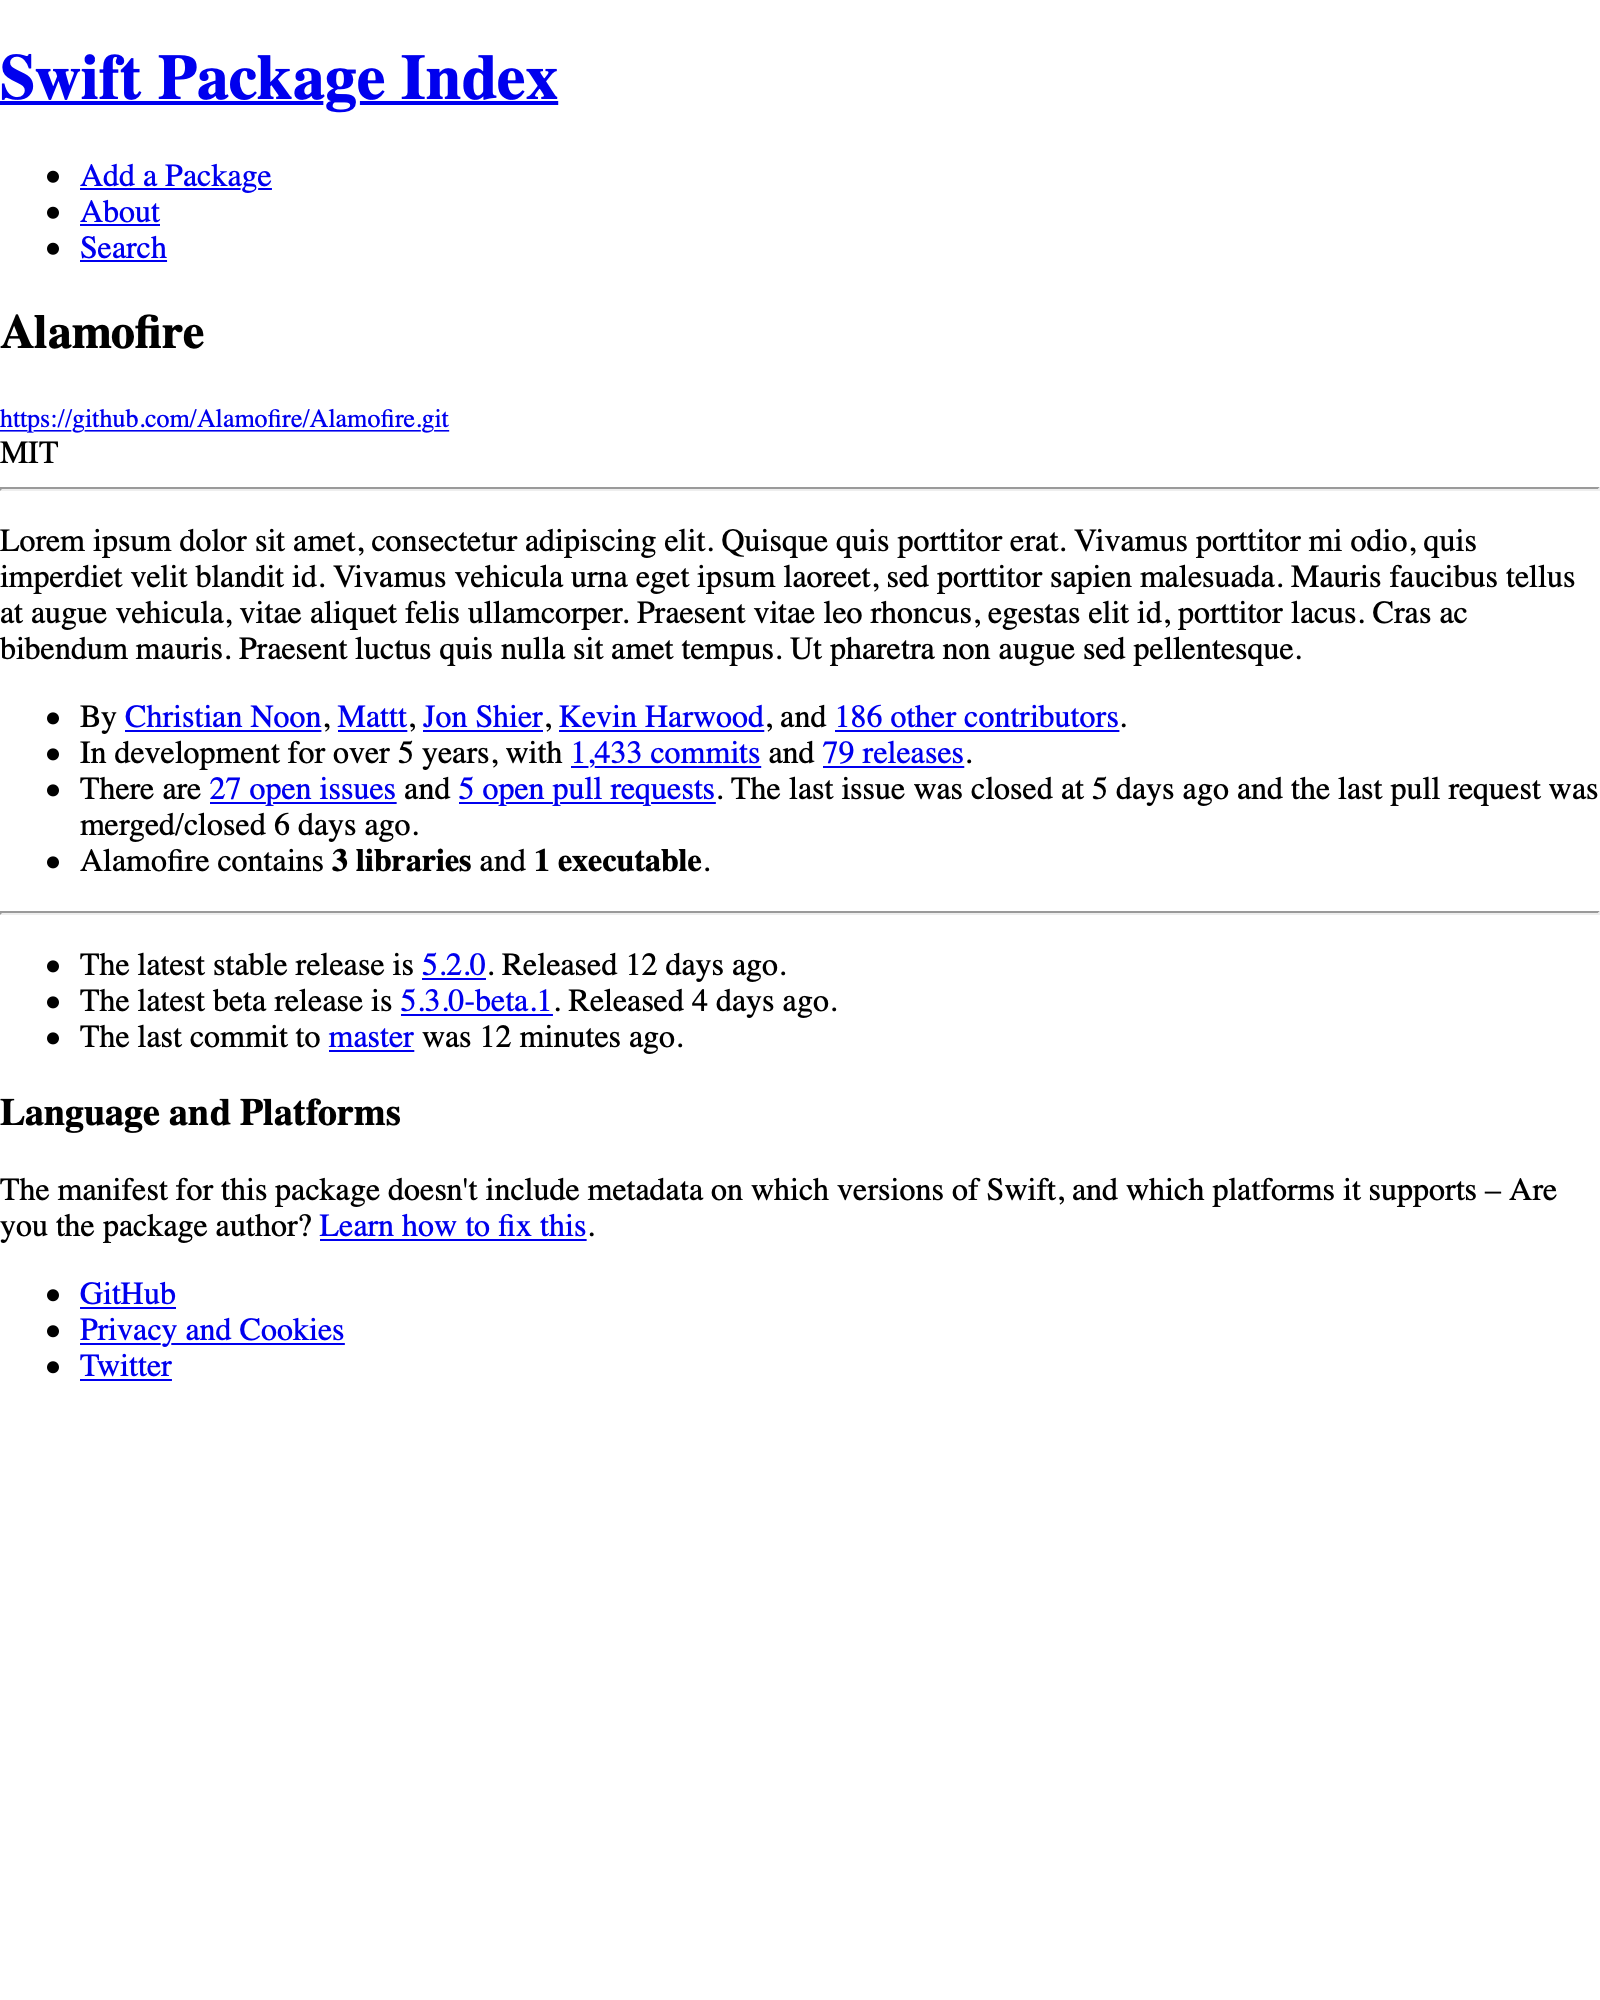 Swift Package Index
Add a Package
About
Search
Alamofire
https://github.com/Alamofire/Alamofire.git
MIT
Lorem ipsum dolor sit amet, consectetur adipiscing elit. Quisque quis porttitor erat. Vivamus porttitor mi odio, quis
imperdiet velit blandit id. Vivamus vehicula urna eget ipsum laoreet, sed porttitor sapien malesuada. Mauris faucibus tellus
at augue vehicula, vitae aliquet felis ullamcorper. Praesent vitae leo rhoncus, egestas elit id, porttitor lacus. Cras ac
bibendum mauris. Praesent luctus quis nulla sit amet tempus. Ut pharetra non augue sed pellentesque.
By Christian Noon, Mattt, Jon Shier, Kevin Harwood, and 186 other contributors.
In development for over 5 years, with 1,433 commits and 79 releases.
There are 27 open issues and 5 open pull requests. The last issue was closed at 5 days ago and the last pull request was
merged/closed 6 days ago.
Alamofire contains 3 libraries and 1 executable.
The latest stable release is 5.2.0. Released 12 days ago.
The latest beta release is 5.3.0-beta.1. Released 4 days ago.
The last commit to master was 12 minutes ago.
Language and Platforms
The manifest for this package doesn't include metadata on which versions of Swift, and which platforms it supports – Are
you the package author? Learn how to fix this.
GitHub
Privacy and Cookies
Twitter